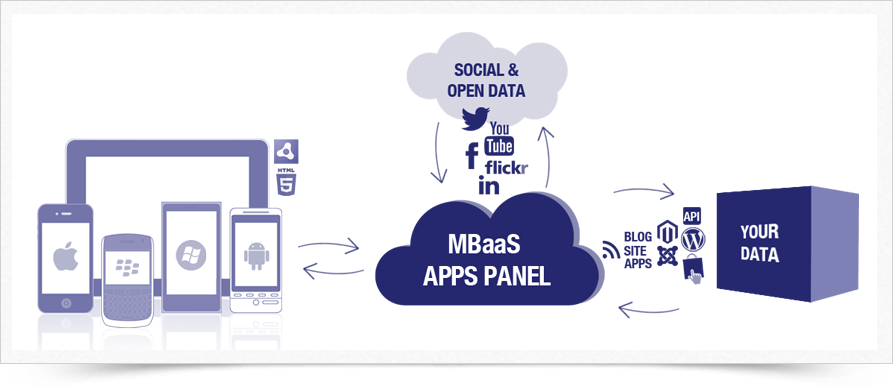 SOCIAL &
OPEN DATA
You
Tube
f
flickr
in
HTML
5
MBaaS
APPS PANEL
BLOG
SITE
APPS
API
W
YOUR
DATA